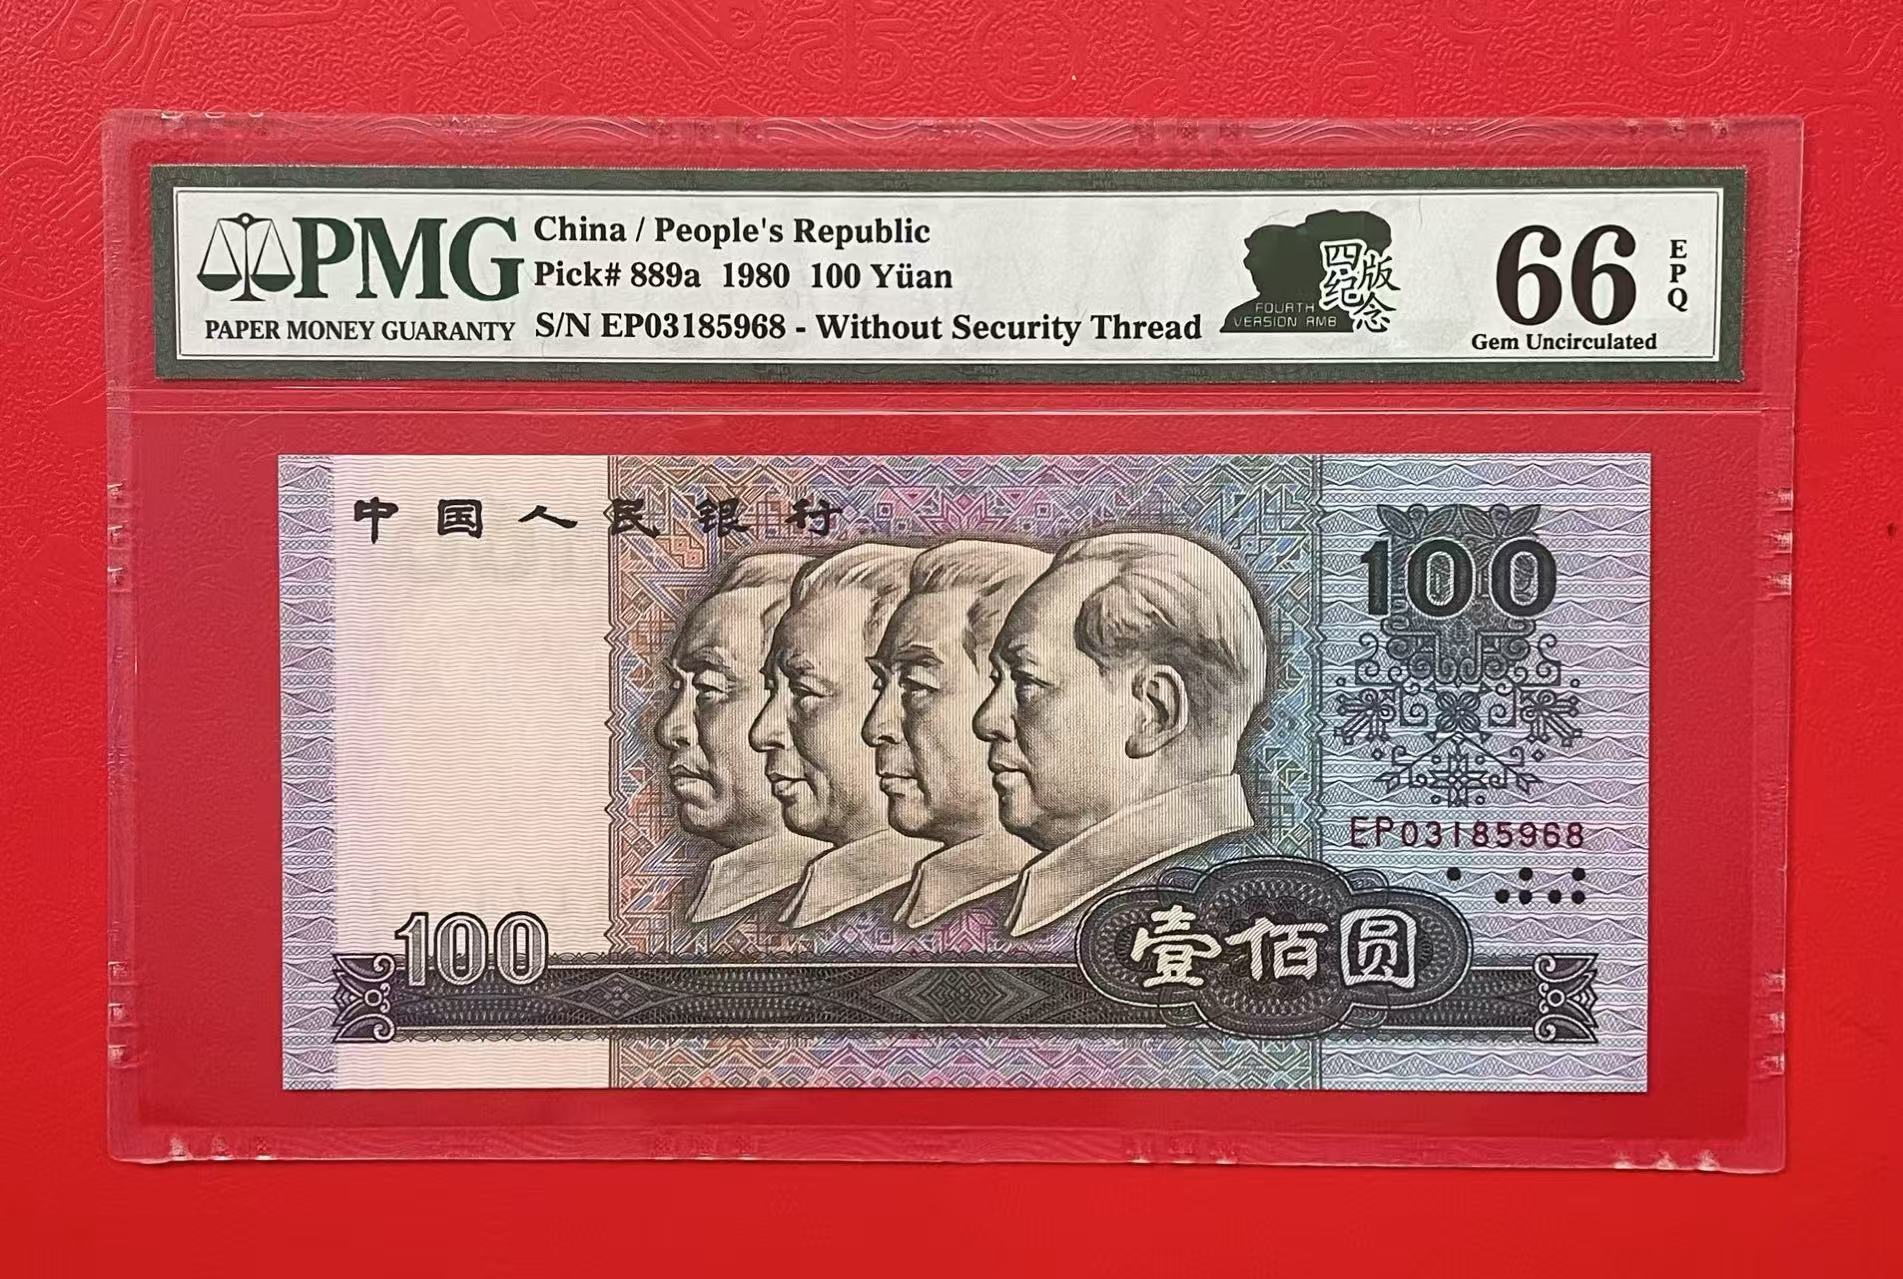 PMG
PAPER MONEY GUARANTY
China / People's Republic
Pick# 889a 1980 100 Yüan
S/N EP03185968 - Without Security Thread
四版
纪念
FOURTH
VERSION RMB
66
EPQ
Gem Uncirculated
中国人民银行
100
EP03185968
100
壹佰圆